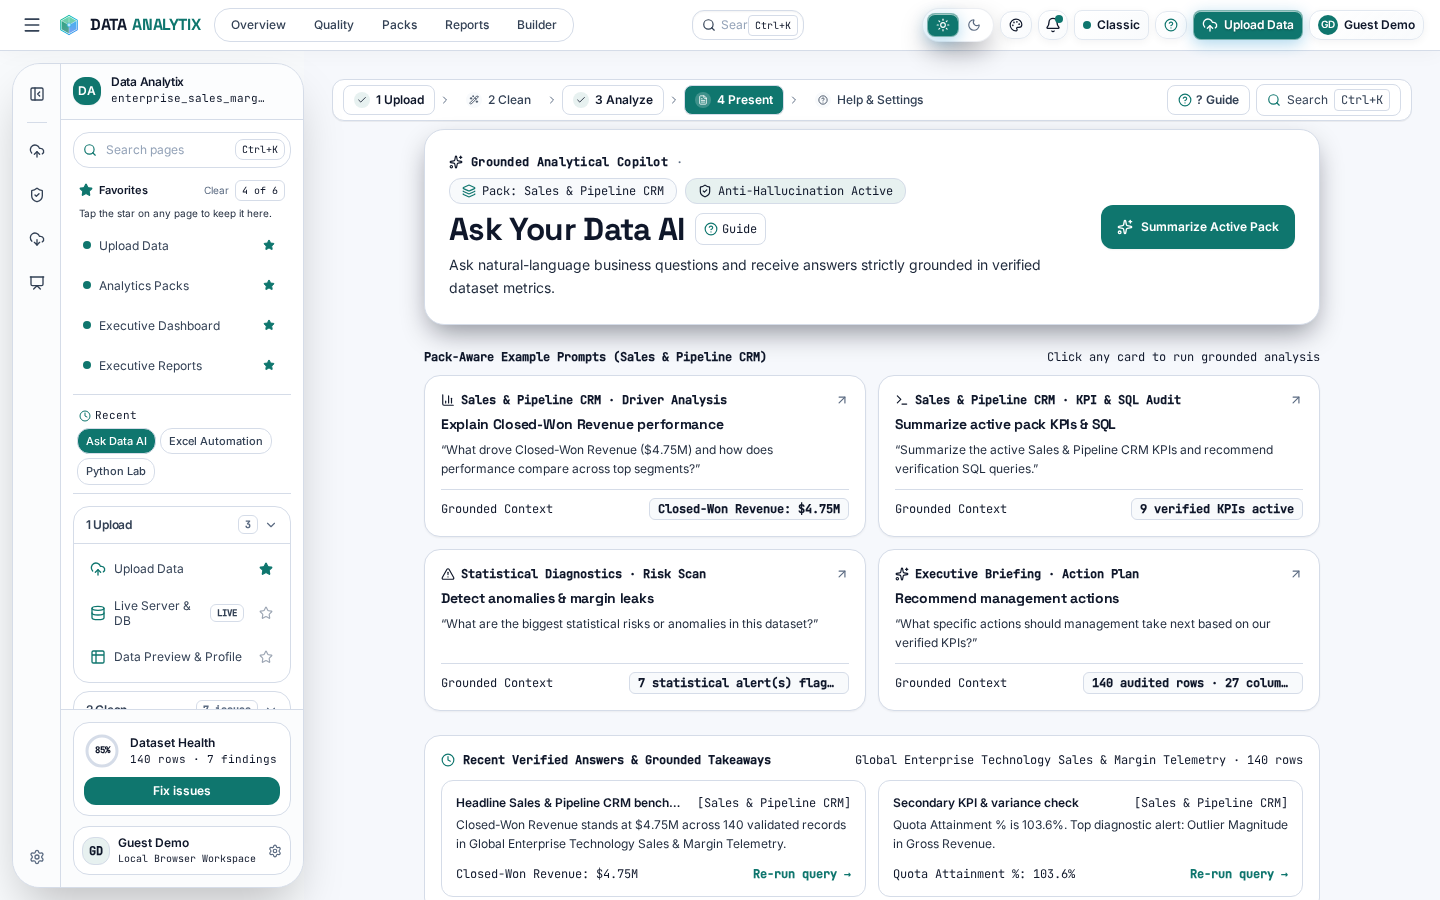 DATA ANALYTIX
Overview
Quality
Packs
Reports
Builder
Sear
Ctrl+K
Classic
Upload Data
GD
Guest Demo
DA
Data Analytix
enterprise_sales_marg…
Search pages
Ctrl+K
Favorites
Clear
4 of 6
Tap the star on any page to keep it here.
Upload Data
Analytics Packs
Executive Dashboard
Executive Reports
Recent
Ask Data AI
Excel Automation
Python Lab
1 Upload
3
Upload Data
Live Server & DB
LIVE
Data Preview & Profile
2 Clean
7 issues
85%
Dataset Health
140 rows · 7 findings
Fix issues
GD
Guest Demo
Local Browser Workspace
1 Upload
2 Clean
3 Analyze
4 Present
Help & Settings
? Guide
Search
Ctrl+K
Grounded Analytical Copilot ·
Pack: Sales & Pipeline CRM
Anti-Hallucination Active
Ask Your Data AI
Guide
Ask natural-language business questions and receive answers strictly grounded in verified
dataset metrics.
Summarize Active Pack
Pack-Aware Example Prompts (Sales & Pipeline CRM)
Click any card to run grounded analysis
Sales & Pipeline CRM · Driver Analysis
Explain Closed-Won Revenue performance
“What drove Closed-Won Revenue ($4.75M) and how does
performance compare across top segments?”
Grounded Context
Closed-Won Revenue: $4.75M
Sales & Pipeline CRM · KPI & SQL Audit
Summarize active pack KPIs & SQL
“Summarize the active Sales & Pipeline CRM KPIs and recommend
verification SQL queries.”
Grounded Context
9 verified KPIs active
Statistical Diagnostics · Risk Scan
Detect anomalies & margin leaks
“What are the biggest statistical risks or anomalies in this dataset?”
Grounded Context
7 statistical alert(s) flag…
Executive Briefing · Action Plan
Recommend management actions
“What specific actions should management take next based on our
verified KPIs?”
Grounded Context
140 audited rows · 27 colum…
Recent Verified Answers & Grounded Takeaways
Global Enterprise Technology Sales & Margin Telemetry · 140 rows
Headline Sales & Pipeline CRM bench…
[Sales & Pipeline CRM]
Closed-Won Revenue stands at $4.75M across 140 validated records
in Global Enterprise Technology Sales & Margin Telemetry.
Closed-Won Revenue: $4.75M
Re-run query →
Secondary KPI & variance check
[Sales & Pipeline CRM]
Quota Attainment % is 103.6%. Top diagnostic alert: Outlier Magnitude
in Gross Revenue.
Quota Attainment %: 103.6%
Re-run query →